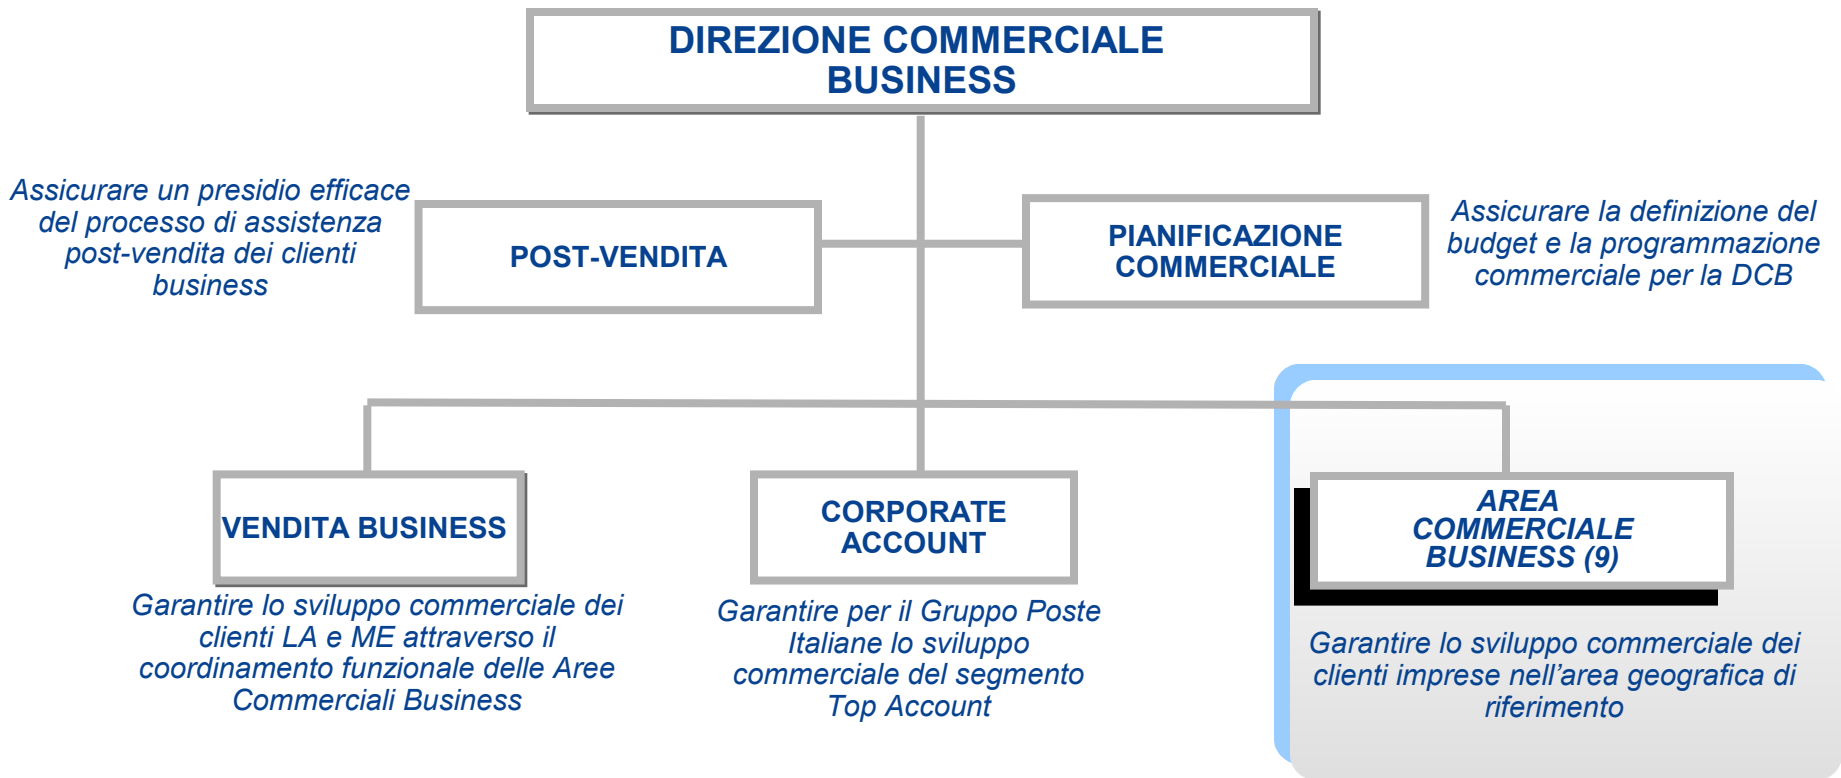 DIREZIONE COMMERCIALE
BUSINESS
Assicurare un presidio efficace
del processo di assistenza
post-vendita dei clienti
business
POST-VENDITA
PIANIFICAZIONE
COMMERCIALE
Assicurare la definizione del
budget e la programmazione
commerciale per la DCB
VENDITA BUSINESS
Garantire lo sviluppo commerciale dei
clienti LA e ME attraverso il
coordinamento funzionale delle Aree
Commerciali Business
CORPORATE
ACCOUNT
Garantire per il Gruppo Poste
Italiane lo sviluppo
commerciale del segmento
Top Account
AREA
COMMERCIALE
BUSINESS (9)
Garantire lo sviluppo commerciale dei
clienti imprese nell’area geografica di
riferimento